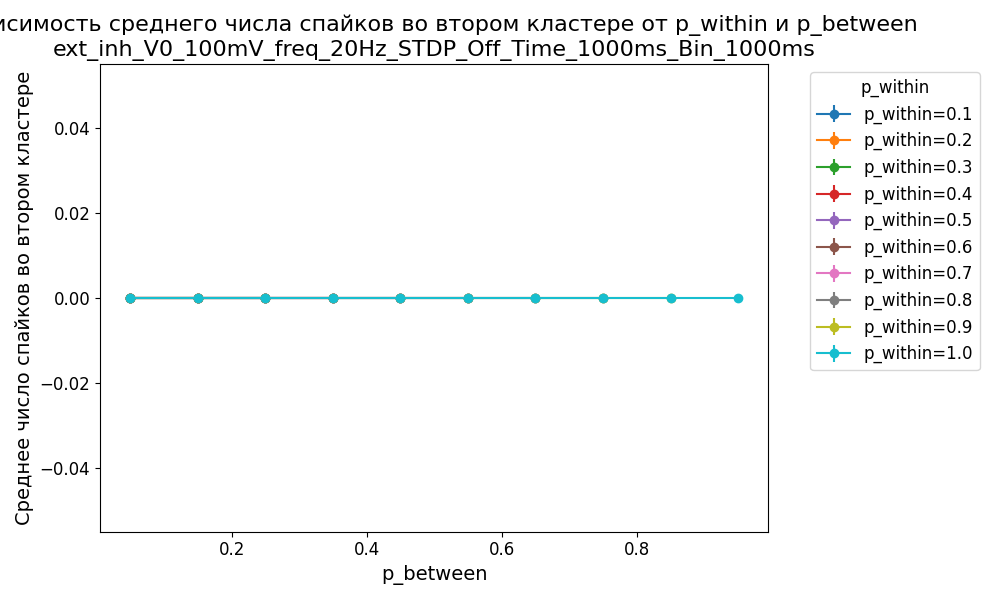 исимость среднего числа спайков во втором кластере от p_within и p_between
ext_inh_V0_100mV_freq_20Hz_STDP_Off_Time_1000ms_Bin_1000ms
Среднее число спайков во втором кластере
0.04
0.02
0.00
−0.02
−0.04
0.2
0.4
0.6
0.8
p_between
p_within
p_within=0.1
p_within=0.2
p_within=0.3
p_within=0.4
p_within=0.5
p_within=0.6
p_within=0.7
p_within=0.8
p_within=0.9
p_within=1.0